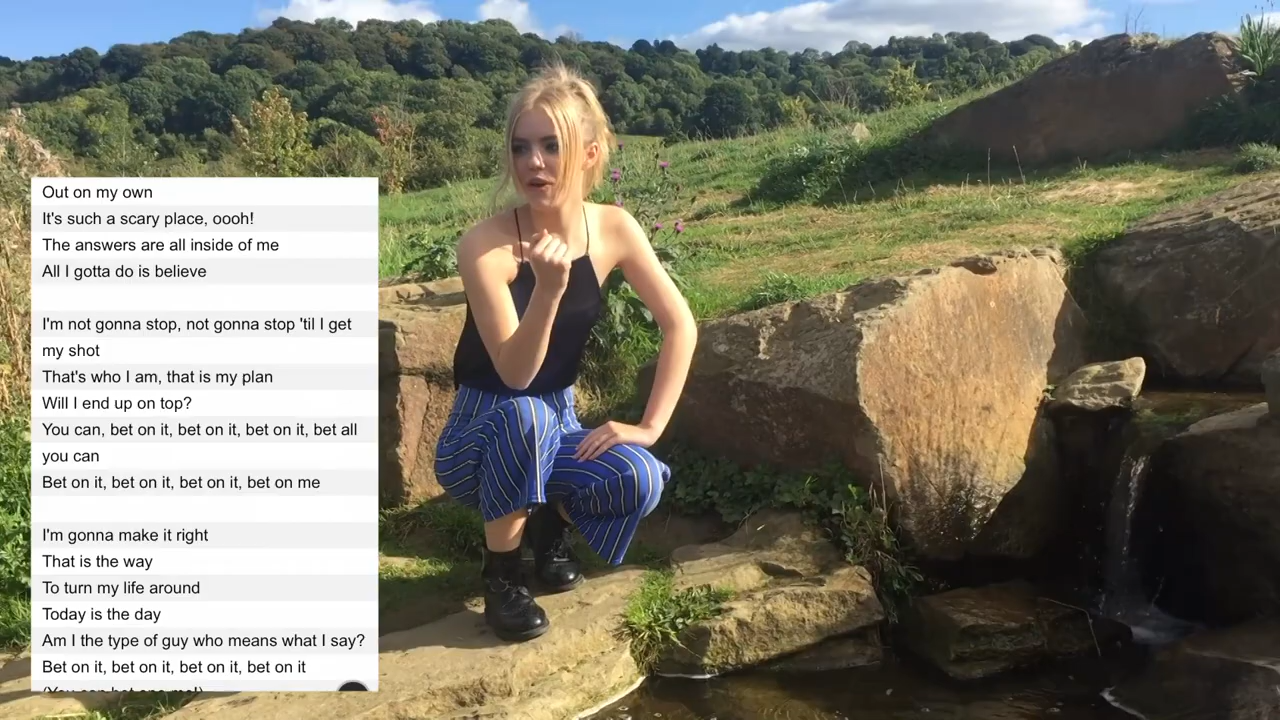 Out on my own
It's such a scary place, oooh!
The answers are all inside of me
All I gotta do is believe
I'm not gonna stop, not gonna stop 'til I get
my shot
That's who I am, that is my plan
Will I end up on top?
You can, bet on it, bet on it, bet on it, bet all
you can
Bet on it, bet on it, bet on it, bet on me
I'm gonna make it right
That is the way
To turn my life around
Today is the day
Am I the type of guy who means what I say?
Bet on it, bet on it, bet on it, bet on it